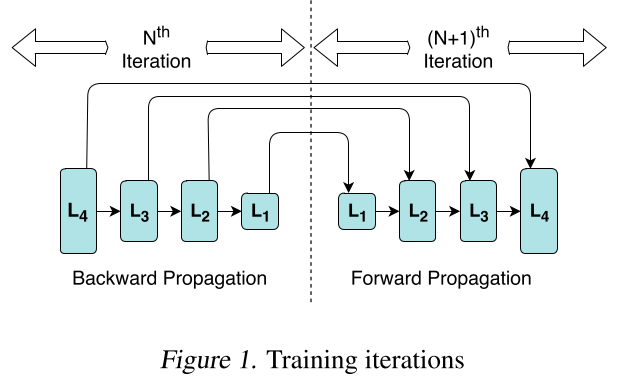 Nth
Iteration
(N+1)th
Iteration
L4
L3
L2
L1
L1
L2
L3
L4
Backward Propagation
Forward Propagation
Figure 1. Training iterations